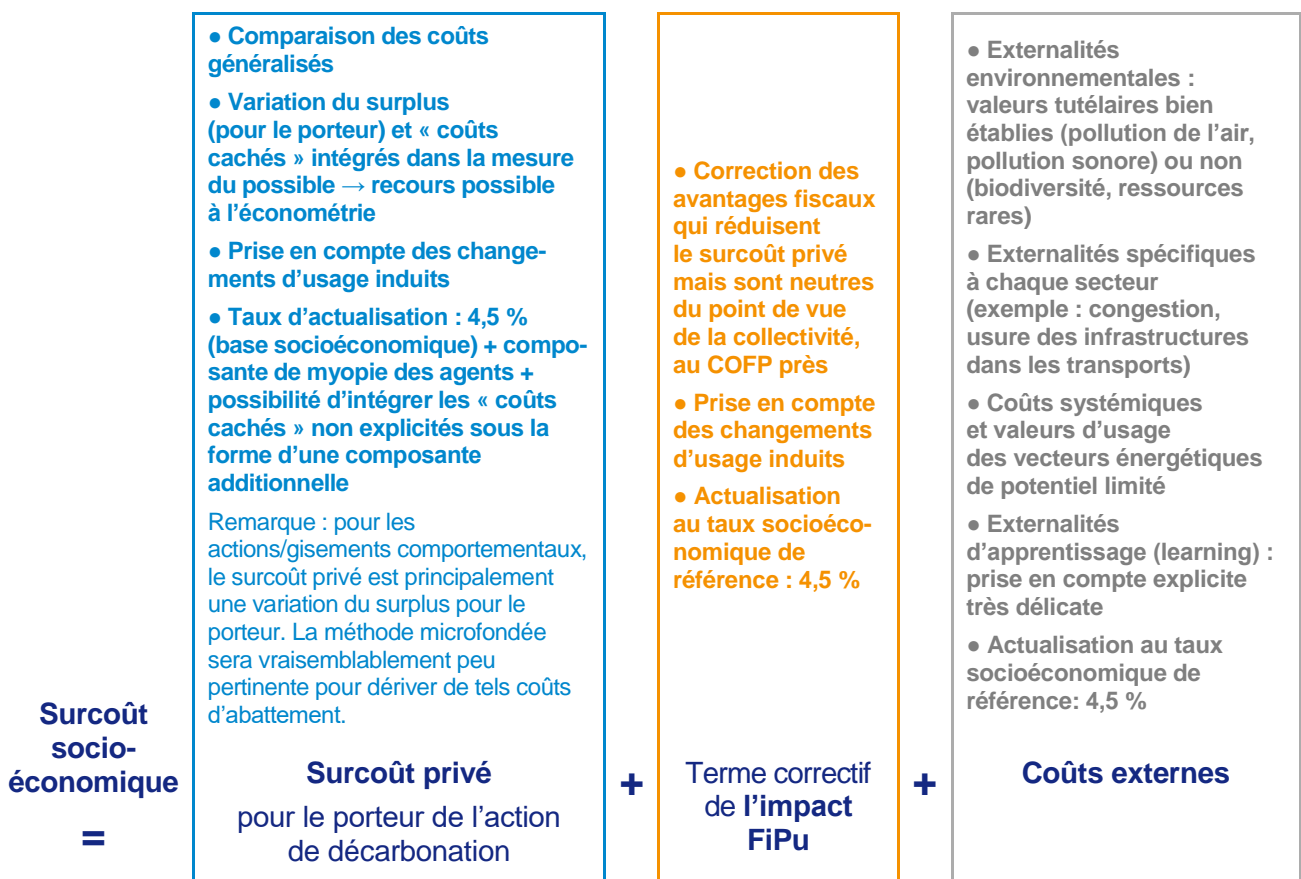 ● Comparaison des coûts
généralisés
● Variation du surplus
(pour le porteur) et « coûts
cachés » intégrés dans la mesure
du possible → recours possible
à l’économétrie
● Prise en compte des change-
ments d’usage induits
● Taux d’actualisation : 4,5 %
(base socioéconomique) + compo-
sante de myopie des agents +
possibilité d’intégrer les « coûts
cachés » non explicités sous la
forme d’une composante
additionnelle
Remarque : pour les
actions/gisements comportementaux,
le surcoût privé est principalement
une variation du surplus pour le
porteur. La méthode microfondée
sera vraisemblablement peu
pertinente pour dériver de tels coûts
d’abattement.
● Correction des
avantages fiscaux
qui réduisent
le surcoût privé
mais sont neutres
du point de vue
de la collectivité,
au COFP près
● Prise en compte
des changements
d’usage induits
● Actualisation
au taux socioéco-
nomique de
référence : 4,5 %
● Externalités
environnementales :
valeurs tutélaires bien
établies (pollution de l’air,
pollution sonore) ou non
(biodiversité, ressources
rares)
● Externalités spécifiques
à chaque secteur
(exemple : congestion,
usure des infrastructures
dans les transports)
● Coûts systémiques
et valeurs d’usage
des vecteurs énergétiques
de potentiel limité
● Externalités
d’apprentissage (learning) :
prise en compte explicite
très délicate
● Actualisation au taux
socioéconomique de
référence: 4,5 %
Surcoût
socio-
économique
=
Surcoût privé
pour le porteur de l’action
de décarbonation
+
Terme correctif
de l’impact
FiPu
+
Coûts externes